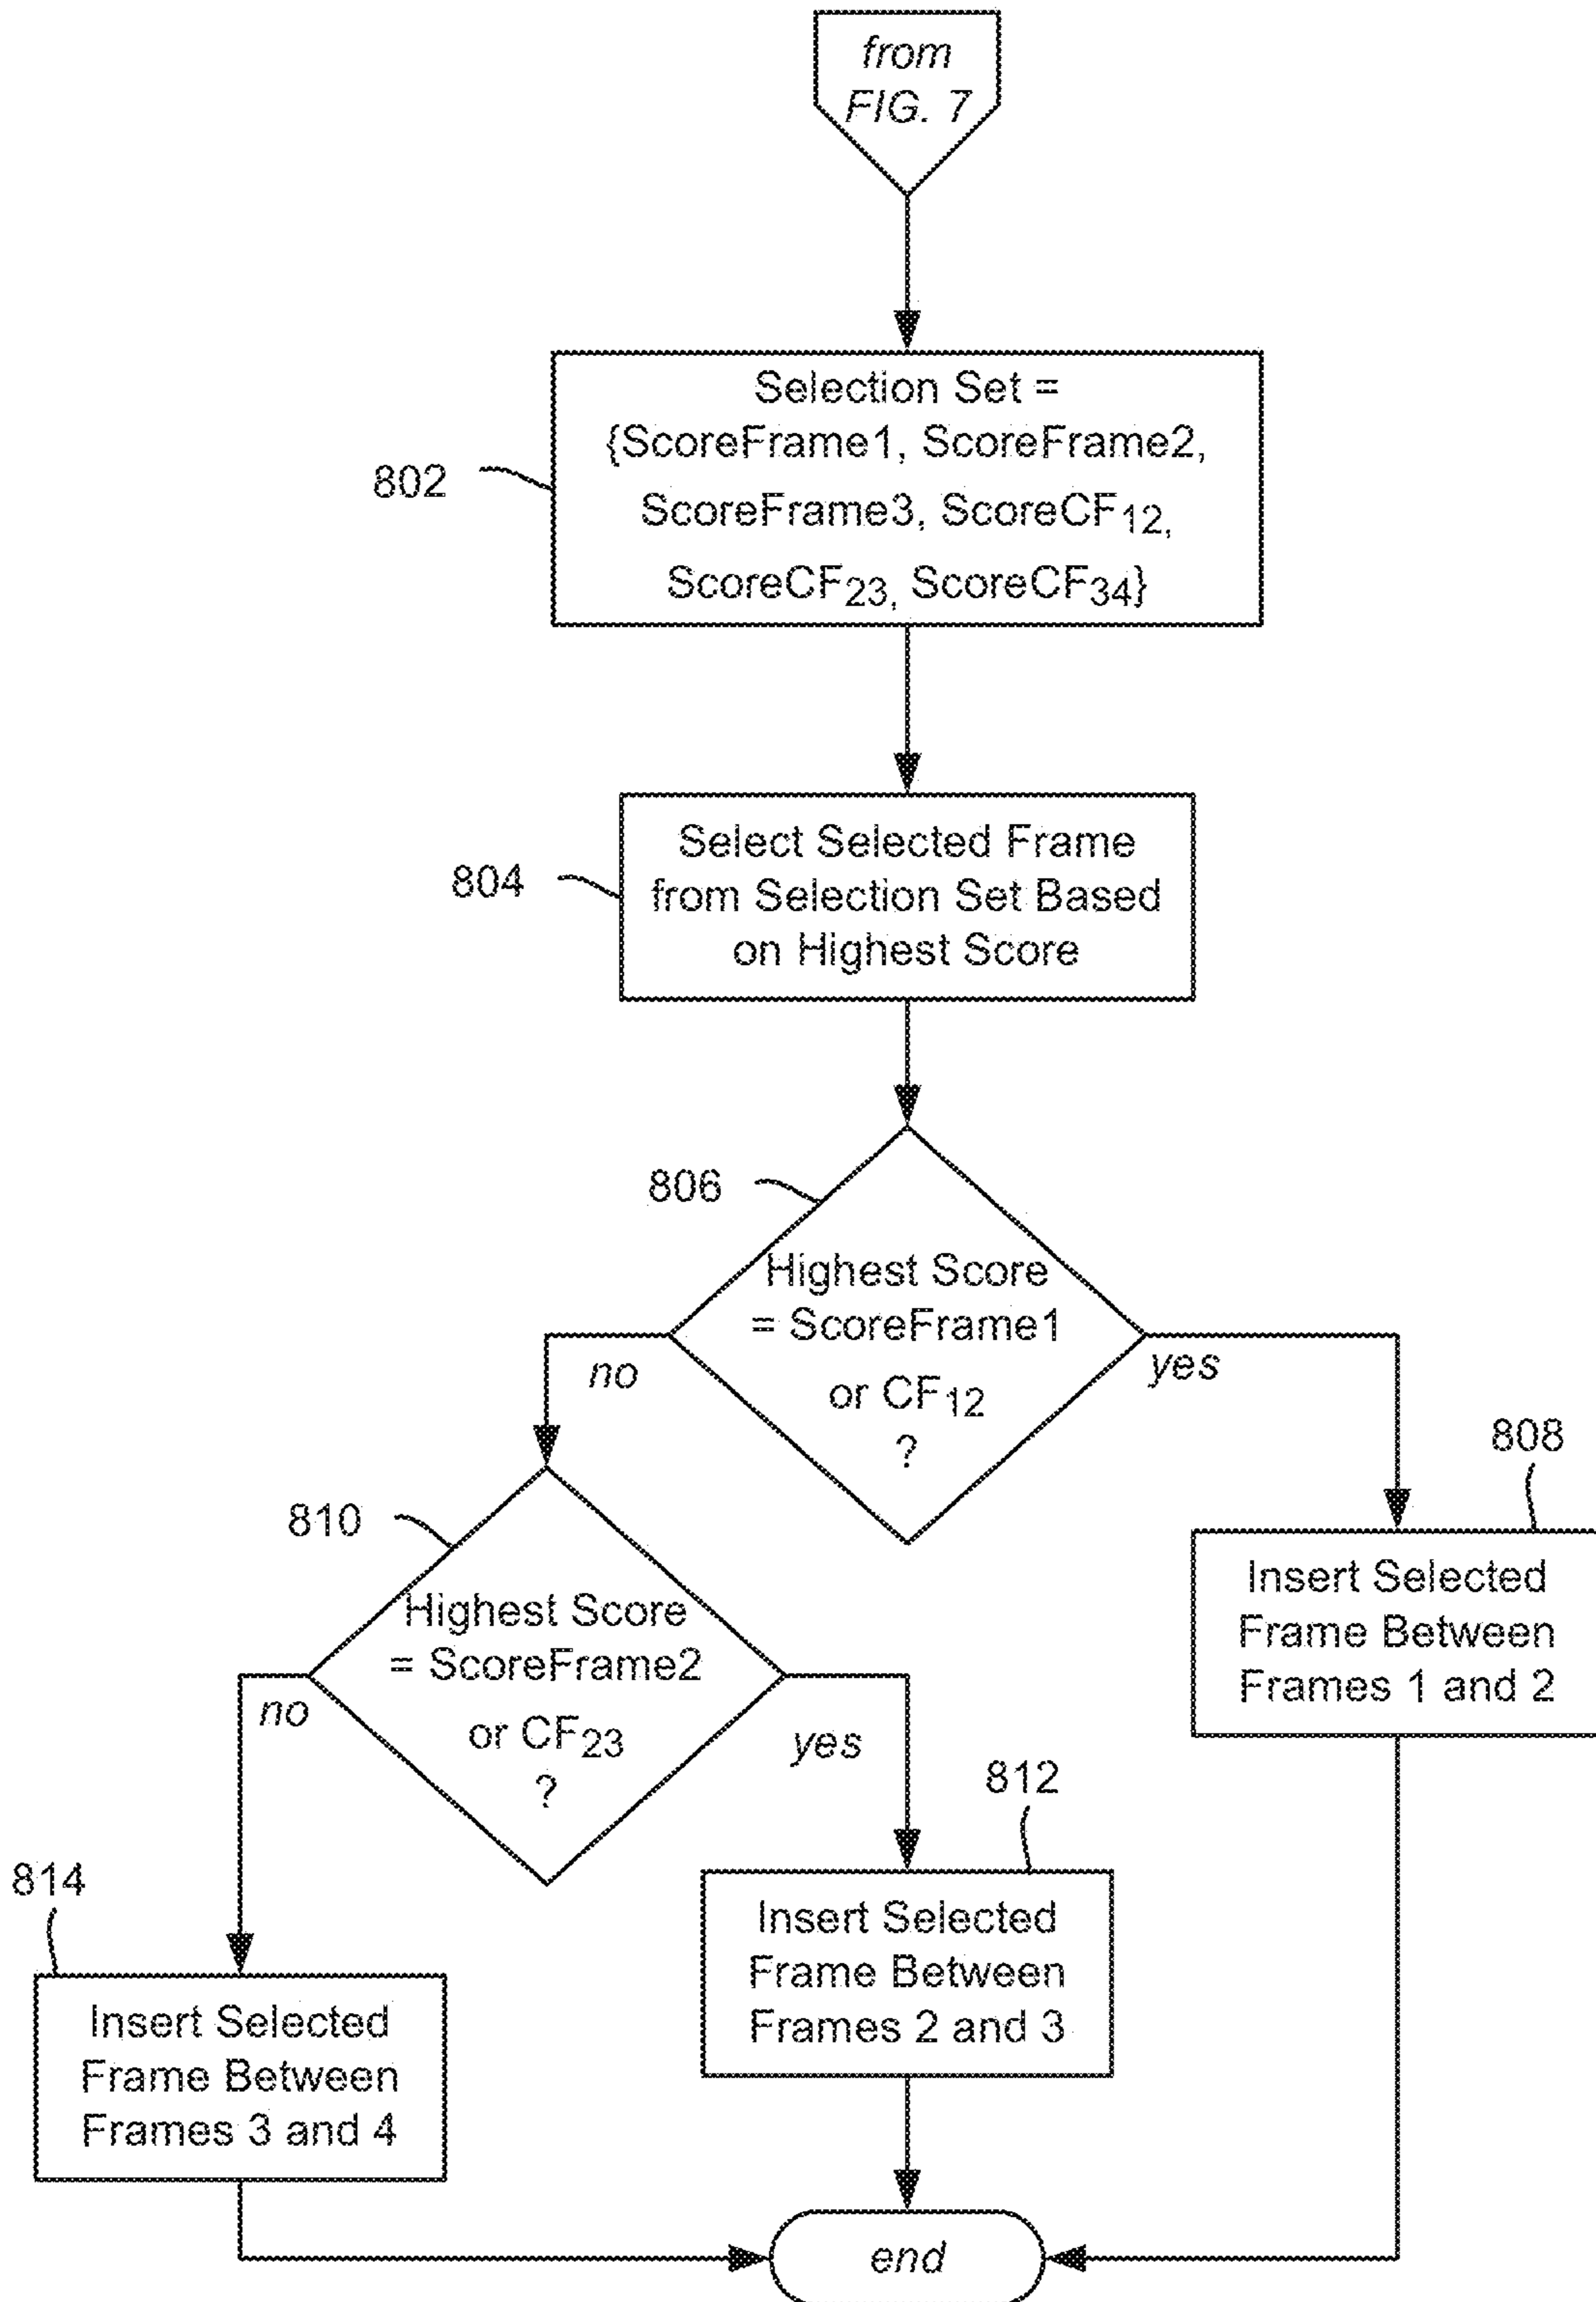 from
FIG. 7
802
Selection Set =
{ScoreFrame1, ScoreFrame2,
ScoreFrame3, ScoreCF12,
ScoreCF23, ScoreCF34}
804
Select Selected Frame
from Selection Set Based
on Highest Score
806
Highest Score
= ScoreFrame1
or CF12
?
no
yes
808
Insert Selected
Frame Between
Frames 1 and 2
810
Highest Score
= ScoreFrame2
or CF23
?
no
yes
812
Insert Selected
Frame Between
Frames 2 and 3
814
Insert Selected
Frame Between
Frames 3 and 4
end